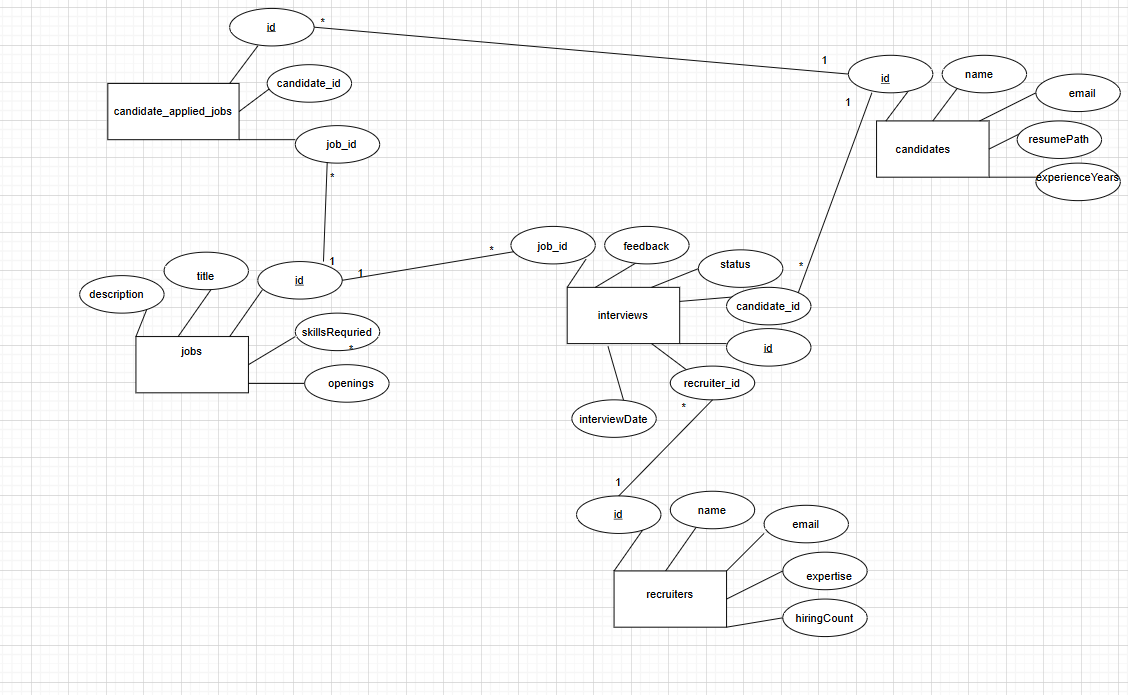 id
*
1
candidate_applied_jobs
candidate_id
job_id
*
1
id
1
name
email
candidates
resumePath
experienceYears
description
title
id
1
*
job_id
feedback
status
*
candidate_id
interviews
id
recruiter_id
*
interviewDate
jobs
skillsRequried
*
openings
1
id
name
email
recruiters
expertise
hiringCount